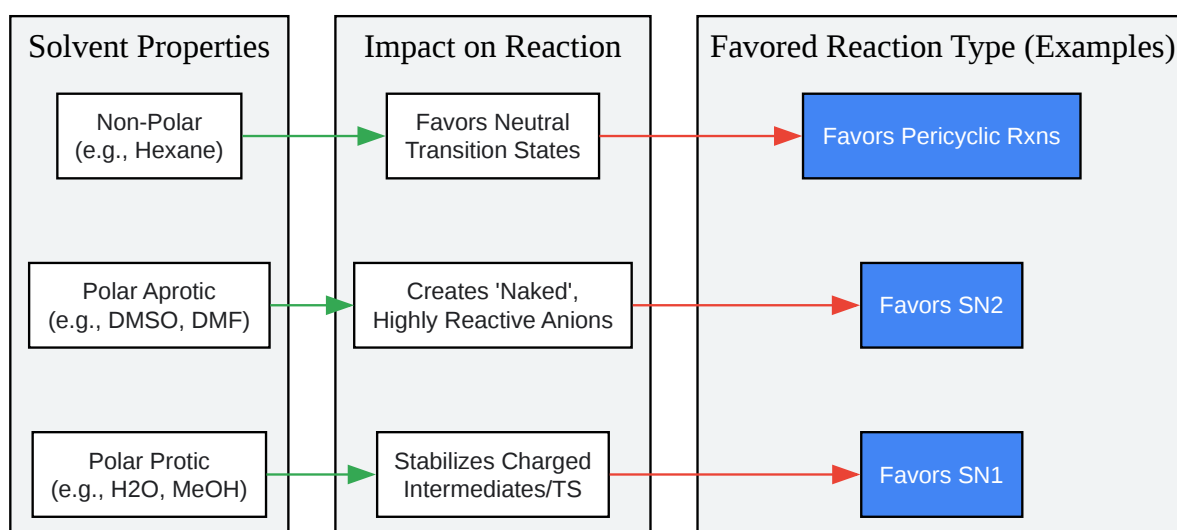 Solvent Properties
Impact on Reaction
Favored Reaction Type (Examples)
Non-Polar
(e.g., Hexane)
Favors Neutral
Transition States
Favors Pericyclic Rxns
Polar Aprotic
(e.g., DMSO, DMF)
Creates 'Naked',
Highly Reactive Anions
Favors SN2
Polar Protic
(e.g., H2O, MeOH)
Stabilizes Charged
Intermediates/TS
Favors SN1